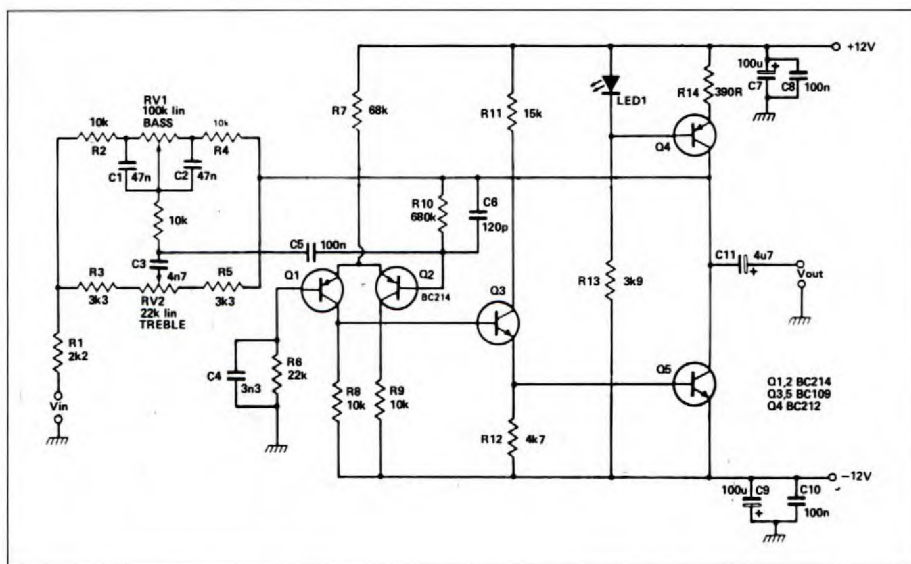 +12V
100u +
C7
C8
100n
R14
390R
LED1
R7
68k
R11
15k
RV1
100k lin
BASS
10k
R2
10k
R4
C1
47n
C2
47n
Q4
10k
R10
680k
C6
120p
C5
100n
C3
4n7
R3
3k3
R5
3k3
RV2
22k lin
TREBLE
Q1
Q2
BC214
Q3
R13
3k9
C11
4u7
+
Vout
R1
2k2
Vin
C4
3n3
R6
22k
R8
10k
R9
10k
R12
4k7
Q5
Q1,2 BC214
Q3,5 BC109
Q4 BC212
-12V
100u
C9
+
C10
100n